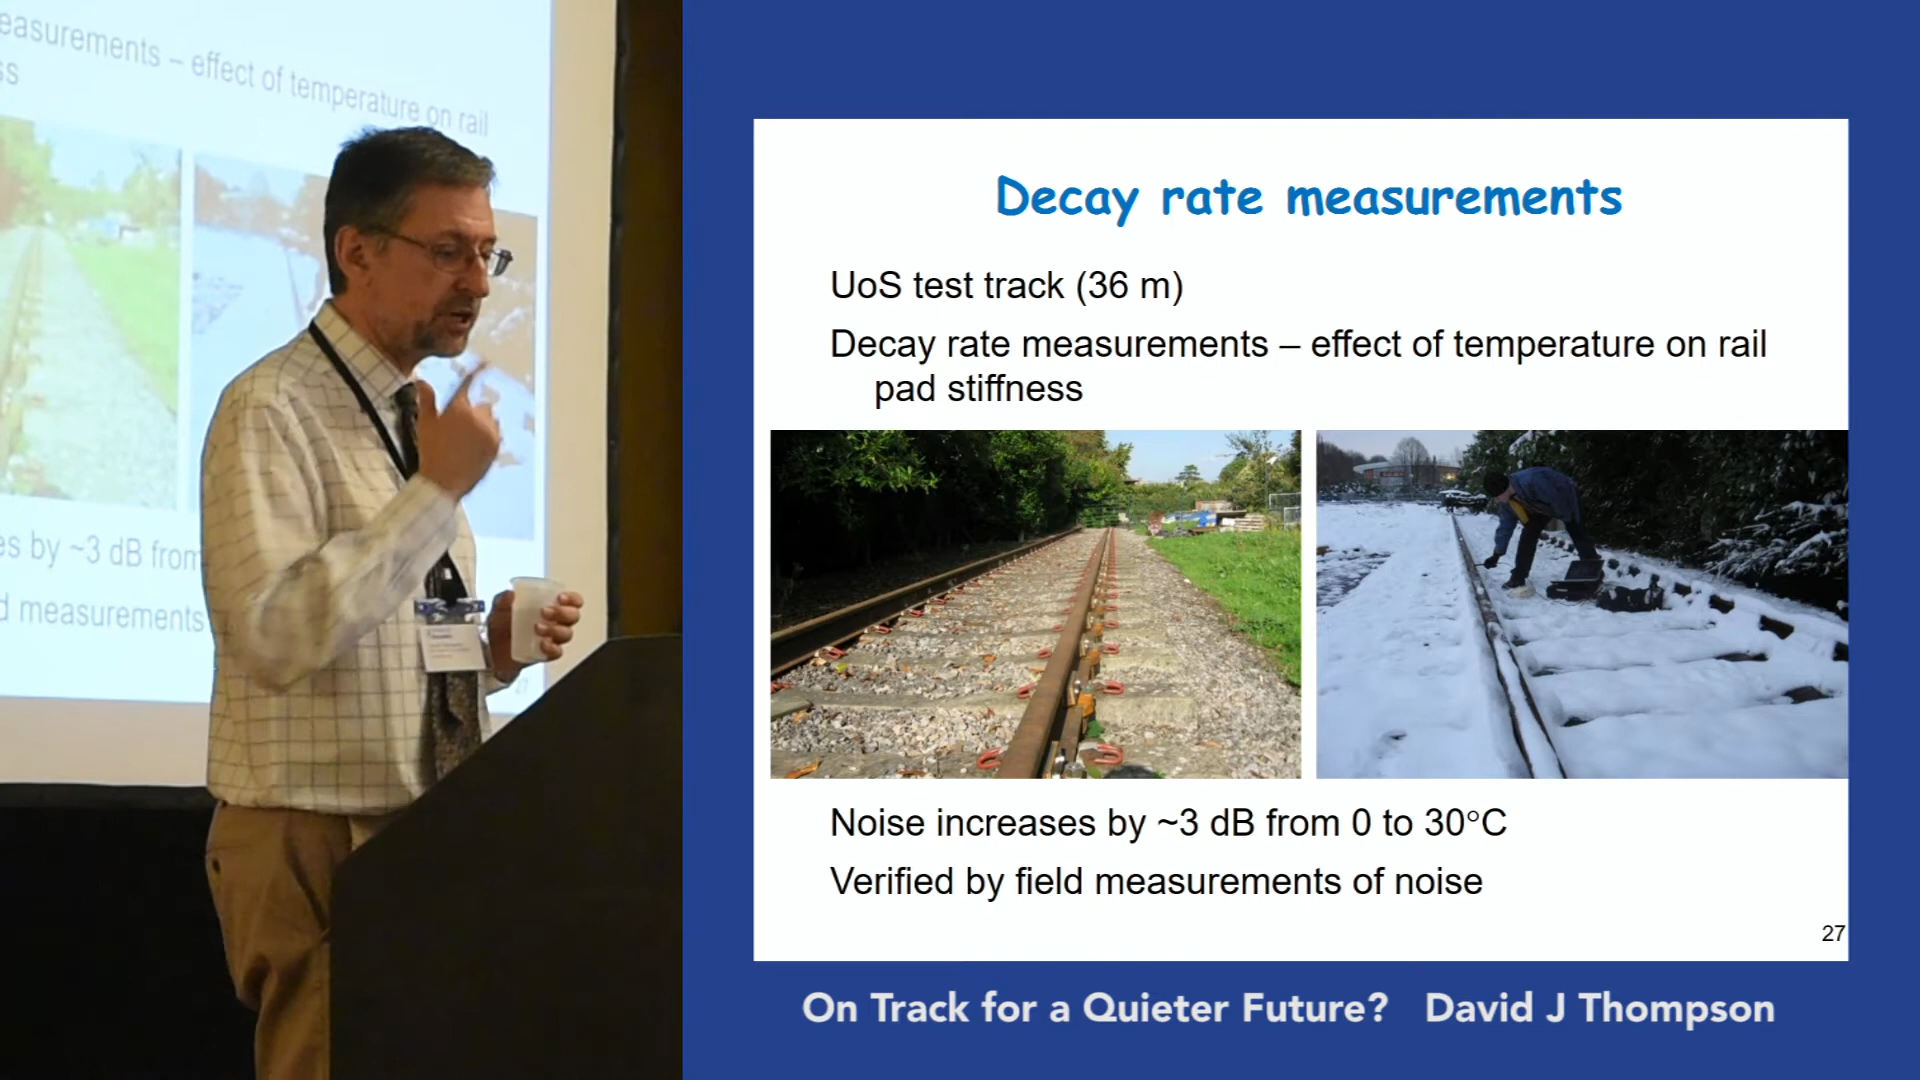 easurements – effect of temperature on rail
ss
es by ~3 dB from
d measurements
27
Decay rate measurements
UoS test track (36 m)
Decay rate measurements – effect of temperature on rail
pad stiffness
Noise increases by ~3 dB from 0 to 30°C
Verified by field measurements of noise
27
On Track for a Quieter Future? David J Thompson